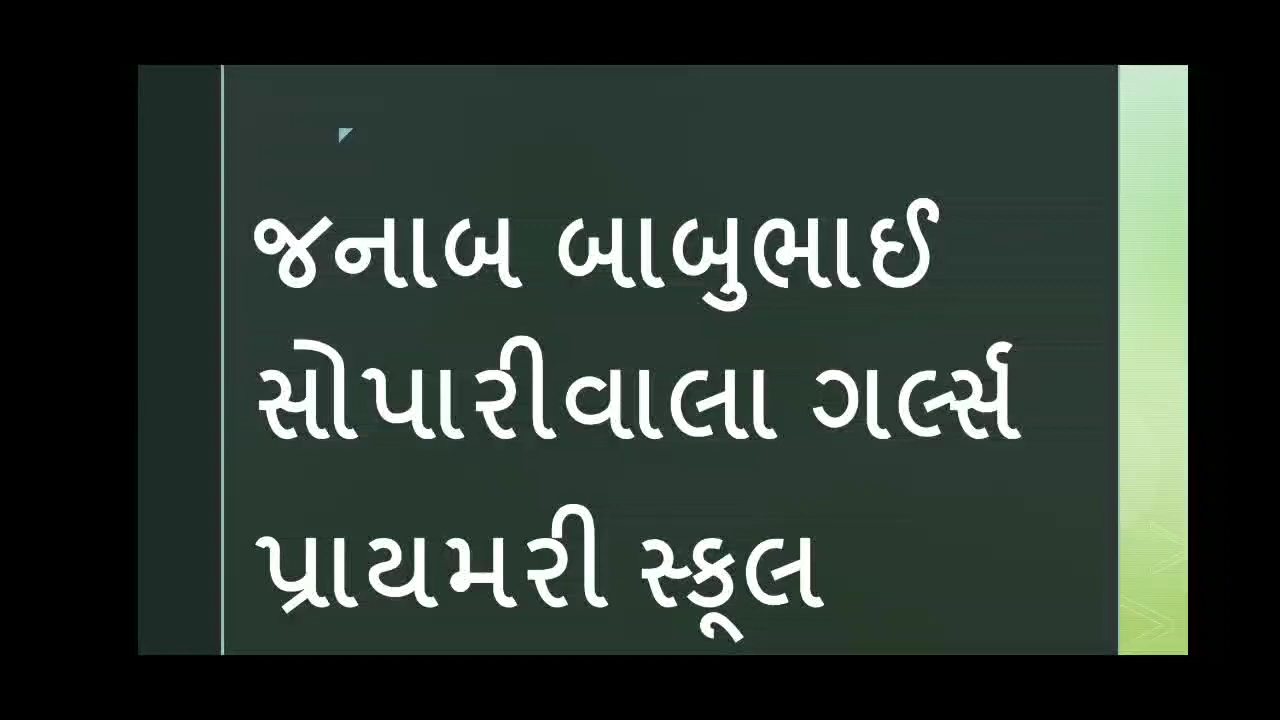 જનાબ બાબુભાઈ
સોપારીવાલા ગર્લ્સ
પ્રાયમરી સ્કૂલ